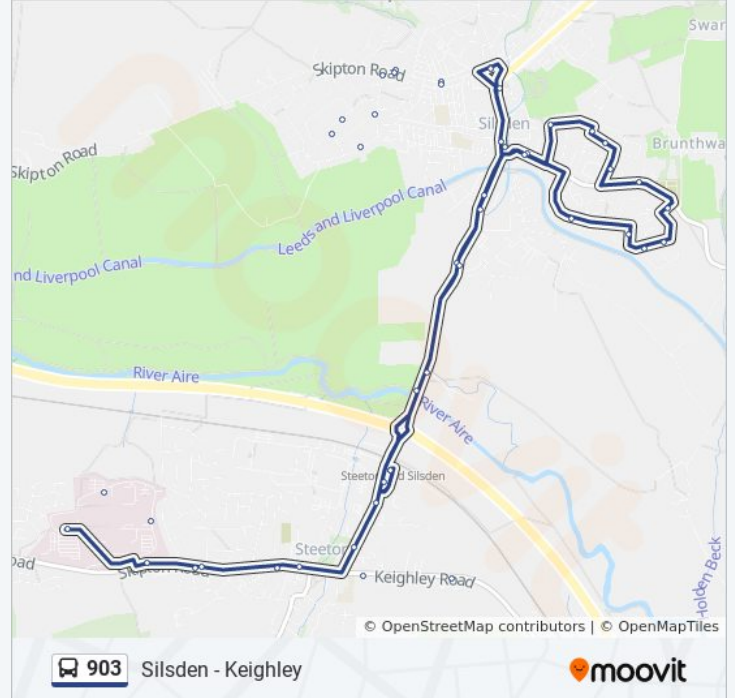 Swar
Skipton Road
Silsden
Brunthwa
Skipton Road
Leeds and Liverpool Canal
nd Liverpool Canal
River Aire
River Aire
Steeton and Silsden
Steeton
oad
Skipton Road
Keighley Road
Holden Beck
© OpenStreetMap contributors | © OpenMapTiles
903 Silsden - Keighley
moovit